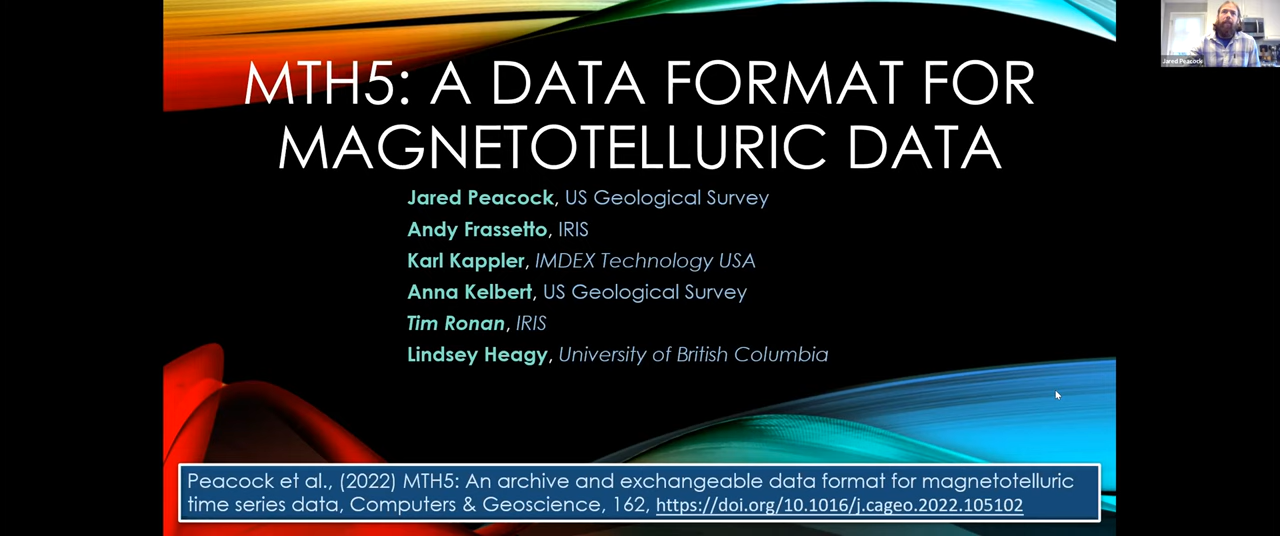 MTH5: A DATA FORMAT FOR
MAGNETOTELLURIC DATA
Jared Peacock, US Geological Survey
Andy Frassetto, IRIS
Karl Kappler, IMDEX Technology USA
Anna Kelbert, US Geological Survey
Tim Ronan, IRIS
Lindsey Heagy, University of British Columbia
Peacock et al., (2022) MTH5: An archive and exchangeable data format for magnetotelluric
time series data, Computers & Geoscience, 162, https://doi.org/10.1016/j.cageo.2022.105102
Jared Peacock